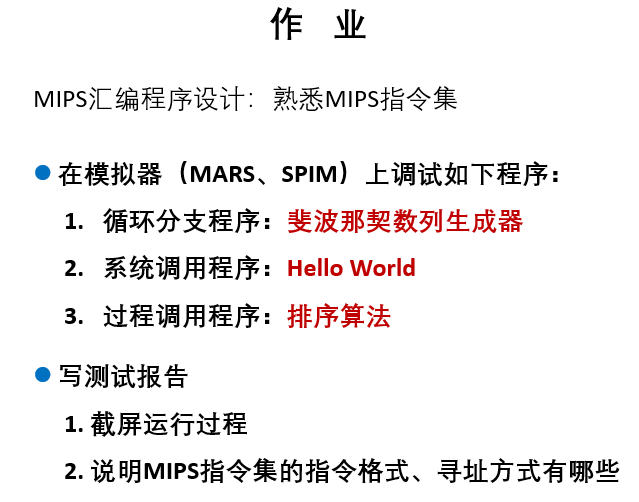 作 业
MIPS汇编程序设计：熟悉MIPS指令集
在模拟器（MARS、SPIM）上调试如下程序：
1. 循环分支程序：斐波那契数列生成器
2. 系统调用程序：Hello World
3. 过程调用程序：排序算法
写测试报告
1. 截屏运行过程
2. 说明MIPS指令集的指令格式、寻址方式有哪些